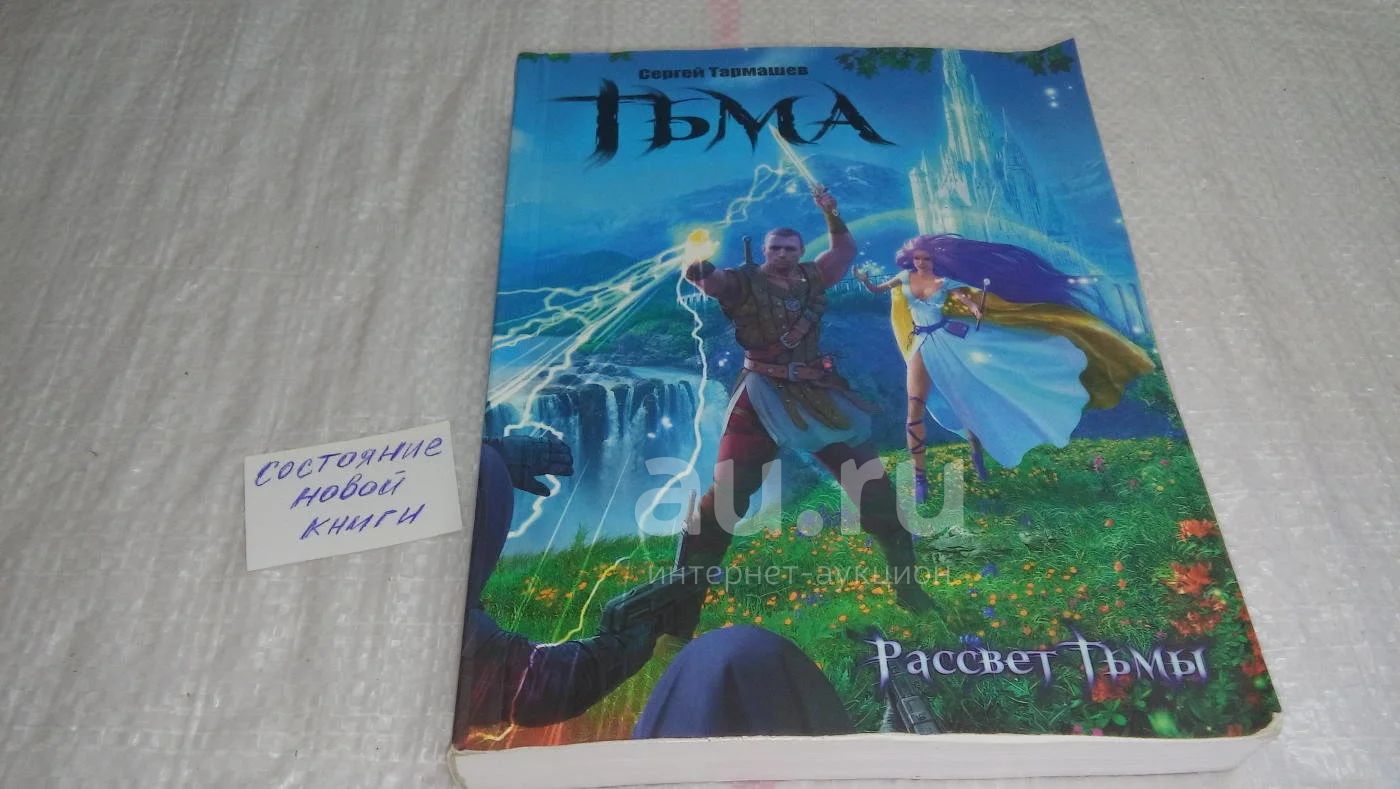 Сергей Тармашев
ТЬМА
состояние
новой
книги
au.ru
интернет-аукцион
Рассвет Тьмы